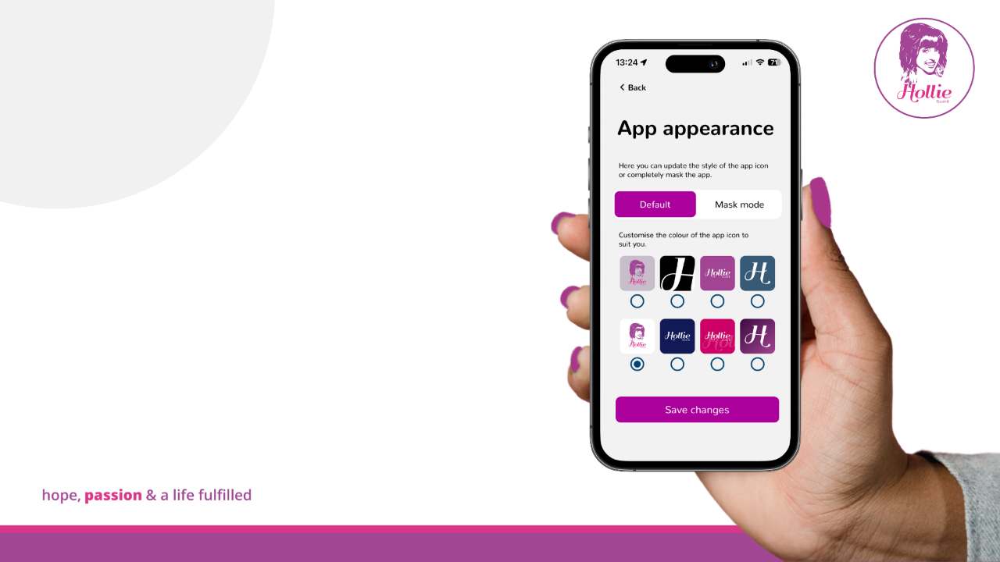 13:24
71
Back
App appearance
Here you can update the style of the app icon
or completely mask the app.
Default
Mask mode
Customise the colour of the app icon to
suit you.
Hollie
H
Hollie
H
Hollie
Hollie
Hollie
H
Save changes
Hollie
Guard
hope, passion & a life fulfilled